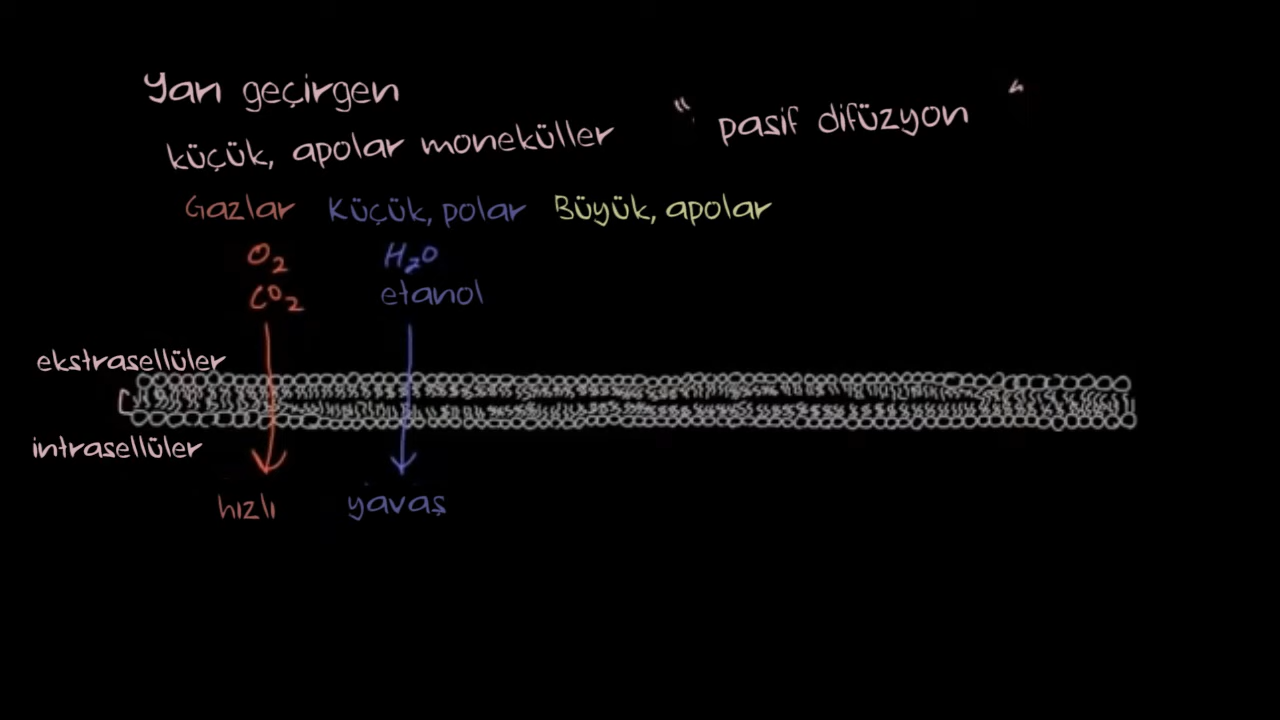 Yarı geçirgen
" pasif difüzyon "
küçük, apolar moneküller
Gazlar Küçük, polar Büyük, apolar
O₂ H₂O
CO₂ etanol
ekstrasellüler
intrasellüler
hızlı yavaş